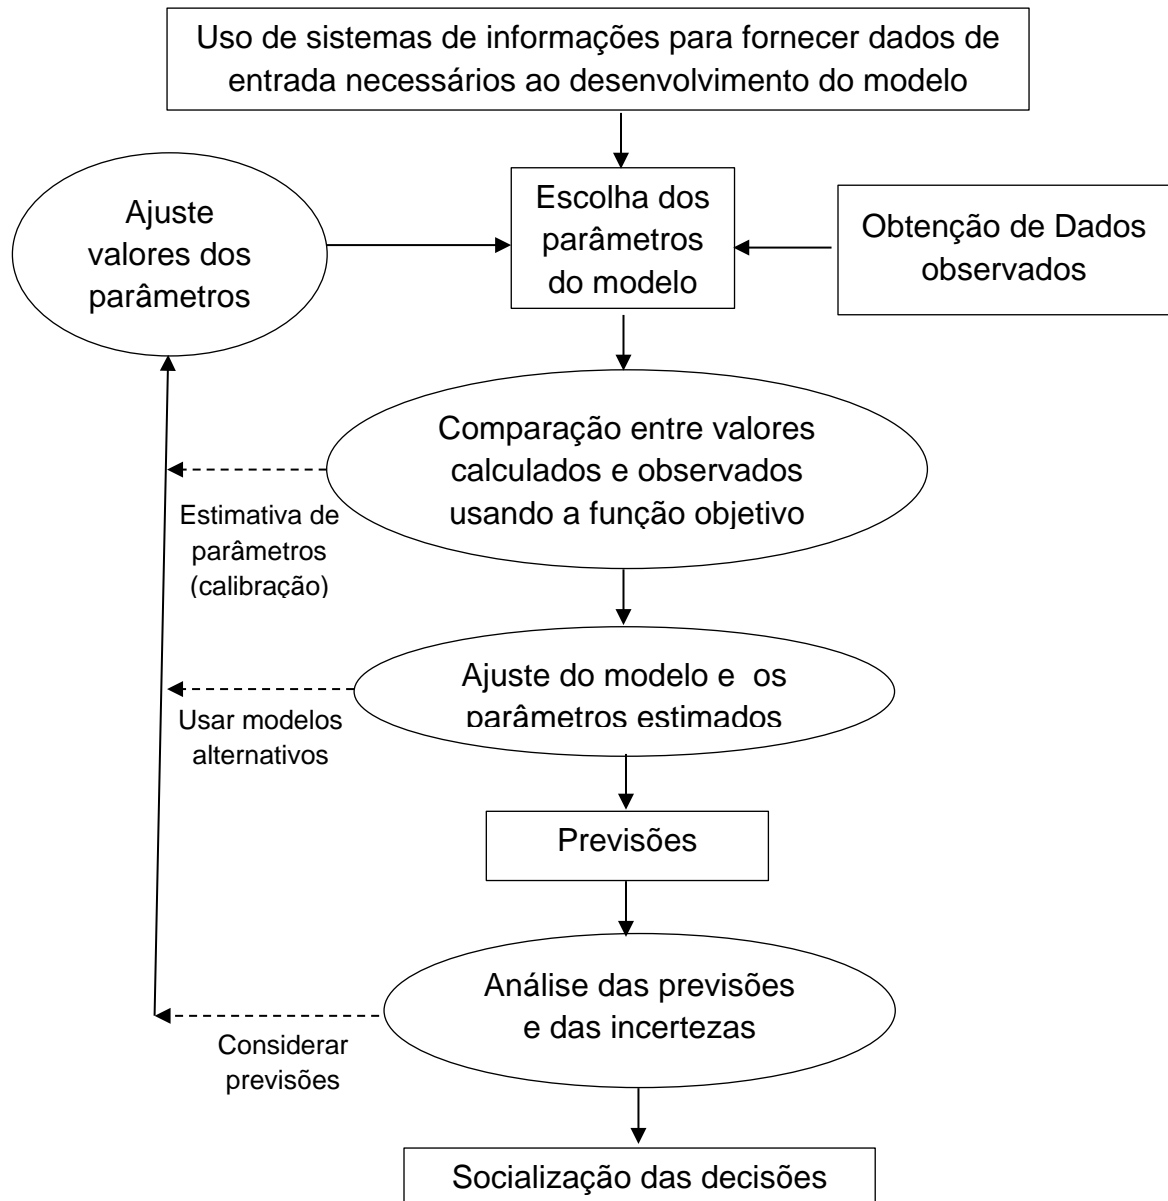 Uso de sistemas de informações para fornecer dados de
entrada necessários ao desenvolvimento do modelo
Ajuste
valores dos
parâmetros
Escolha dos
parâmetros
do modelo
Obtenção de Dados
observados
Comparação entre valores
calculados e observados
usando a função objetivo
Estimativa de
parâmetros
(calibração)
Ajuste do modelo e os
parâmetros estimados
Usar modelos
alternativos
Previsões
Análise das previsões
e das incertezas
Considerar
previsões
Socialização das decisões